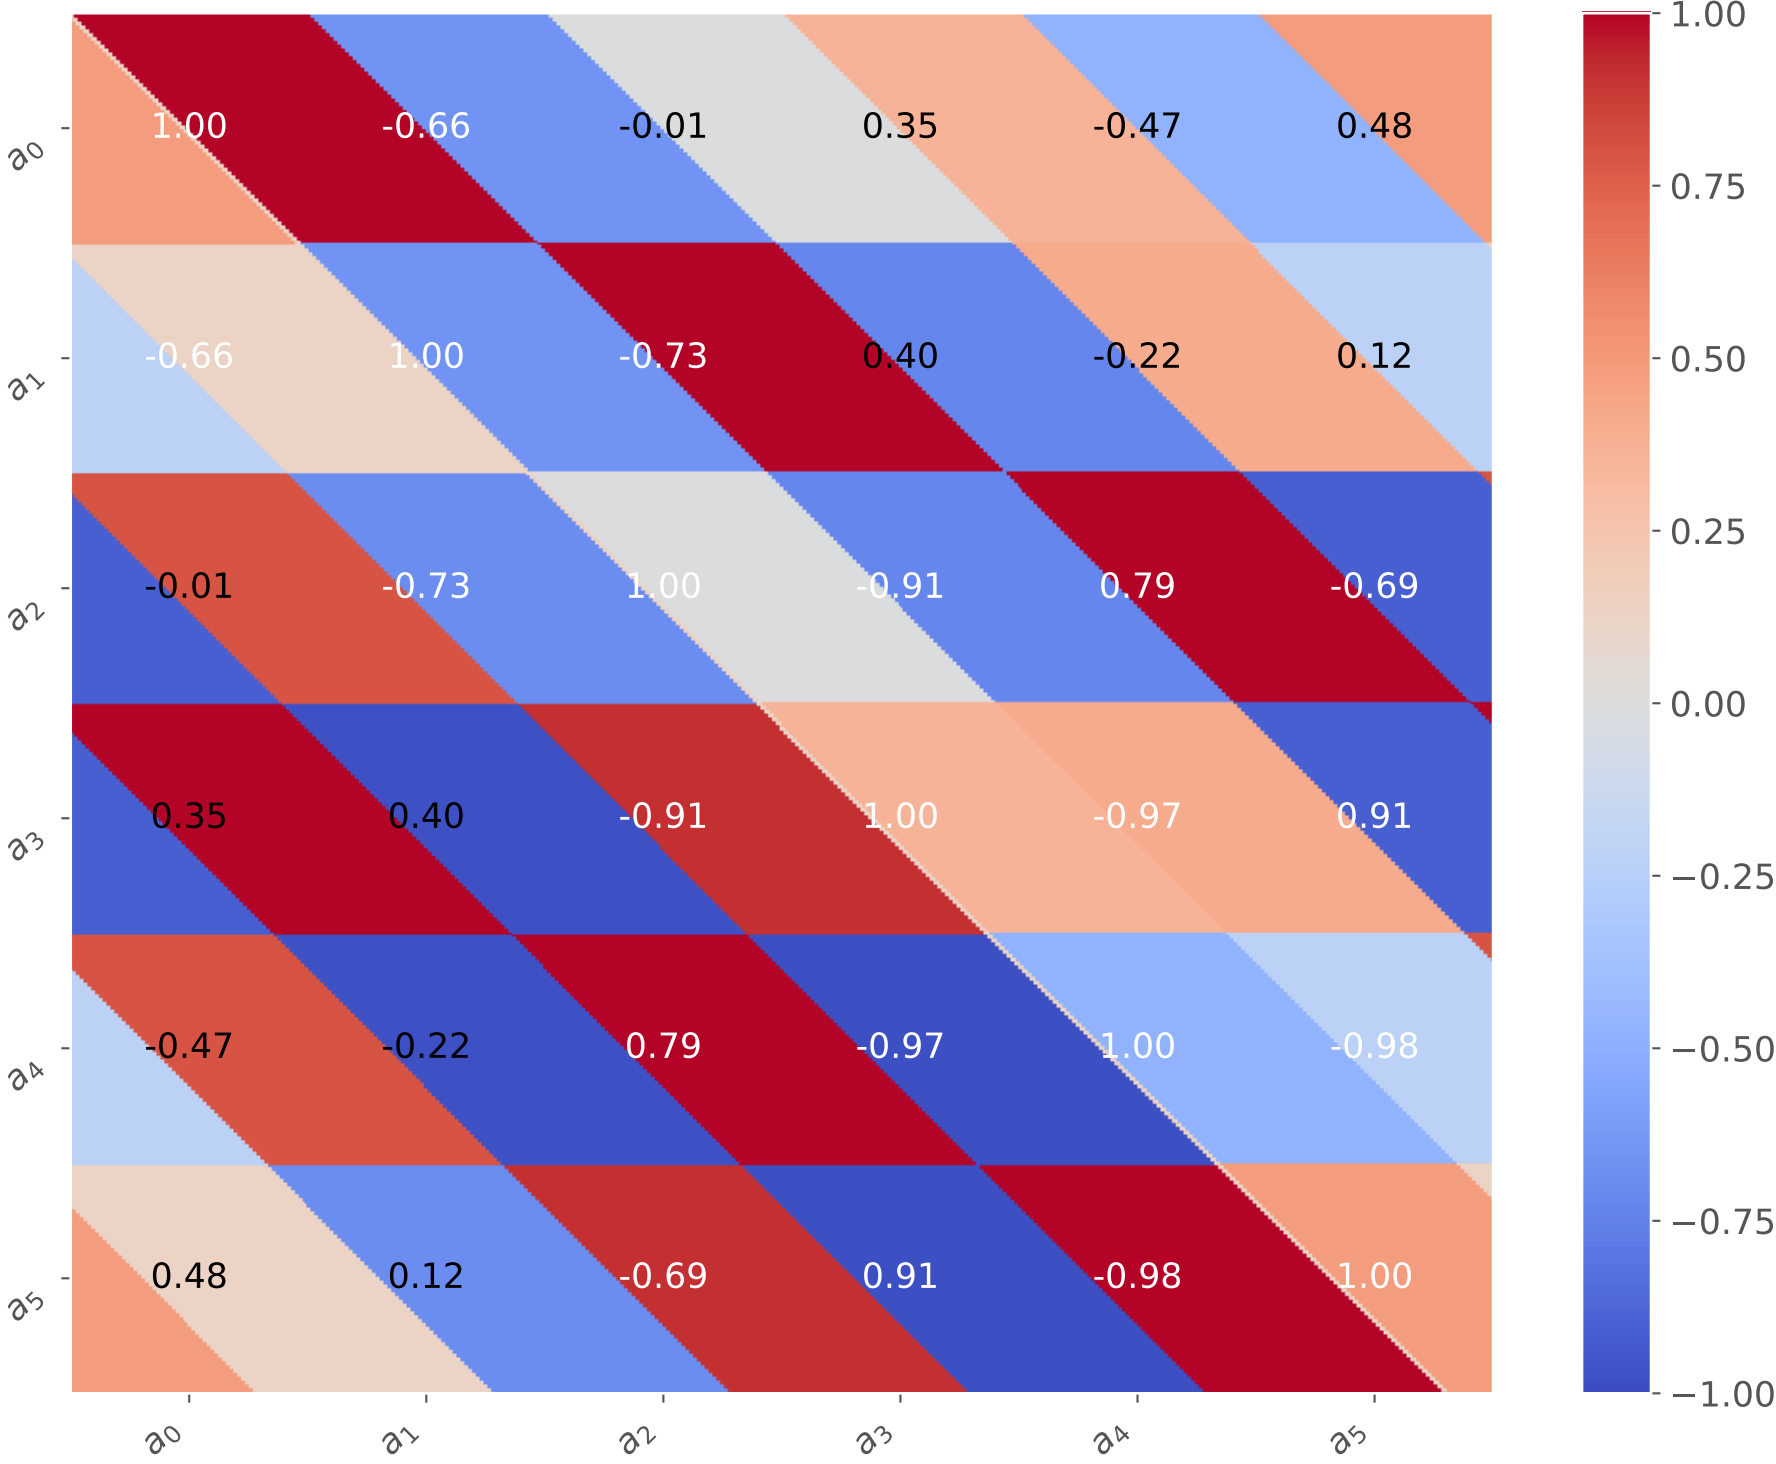 1.00
a₀ 1.00 -0.66 -0.01 0.35 -0.47 0.48
0.75
a₁ -0.66 1.00 -0.73 0.40 -0.22 0.12
0.50
0.25
a₂ -0.01 -0.73 1.00 -0.91 0.79 -0.69
0.00
a₃ 0.35 0.40 -0.91 1.00 -0.97 0.91
−0.25
a₄ -0.47 -0.22 0.79 -0.97 1.00 -0.98
−0.50
−0.75
a₅ 0.48 0.12 -0.69 0.91 -0.98 1.00
−1.00
a₀ a₁ a₂ a₃ a₄ a₅